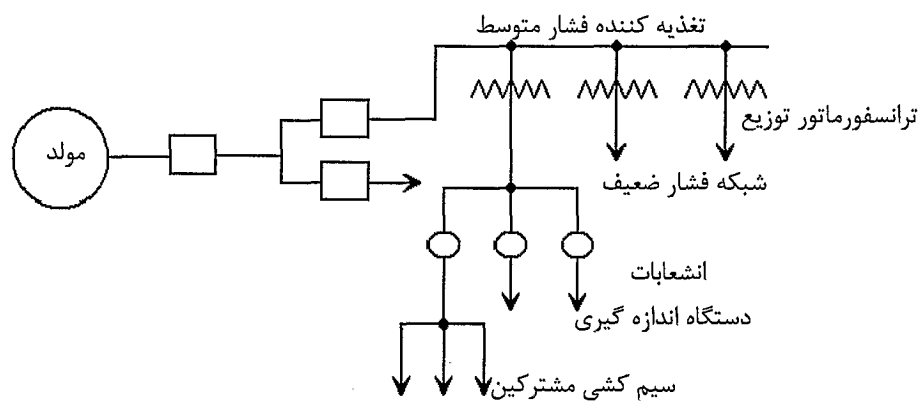 تغذیه کننده فشار متوسط
ترانسفورماتور توزیع
مولد
شبکه فشار ضعیف
انشعابات
دستگاه اندازه گیری
سیم کشی مشترکین